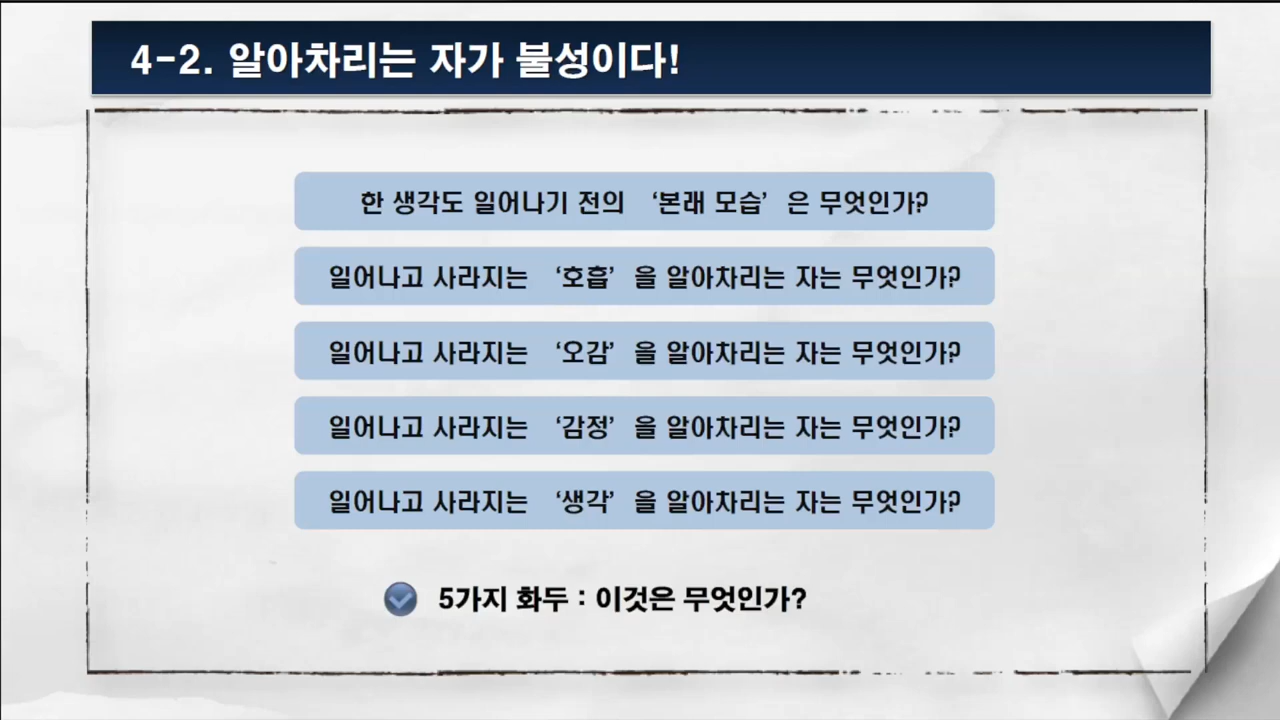 4-2. 알아차리는 자가 불성이다!
한 생각도 일어나기 전의 ‘본래 모습’ 은 무엇인가?
일어나고 사라지는 ‘호흡’ 을 알아차리는 자는 무엇인가?
일어나고 사라지는 ‘오감’ 을 알아차리는 자는 무엇인가?
일어나고 사라지는 ‘감정’ 을 알아차리는 자는 무엇인가?
일어나고 사라지는 ‘생각’ 을 알아차리는 자는 무엇인가?
5가지 화두 : 이것은 무엇인가?